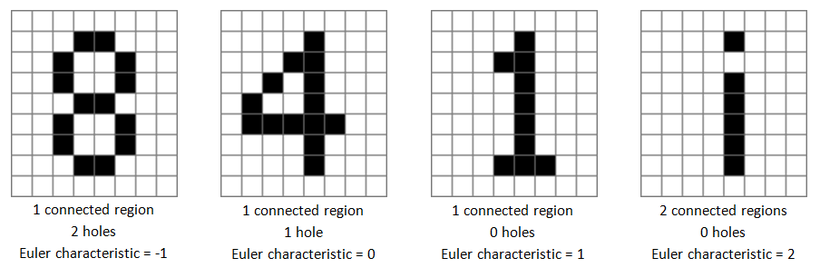 1 connected region
2 holes
Euler characteristic = -1
1 connected region
1 hole
Euler characteristic = 0
1 connected region
0 holes
Euler characteristic = 1
2 connected regions
0 holes
Euler characteristic = 2